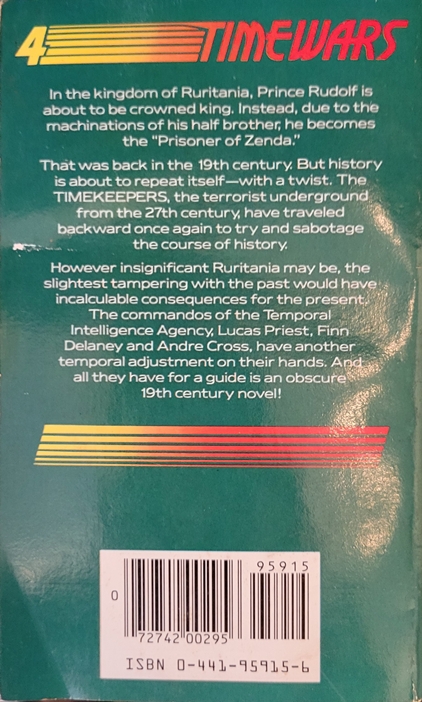 4 TIMEWARS
In the kingdom of Ruritania, Prince Rudolf is
about to be crowned king. Instead, due to the
machinations of his half brother, he becomes
the "Prisoner of Zenda."
That was back in the 19th century. But history
is about to repeat itself—with a twist. The
TIMEKEEPERS, the terrorist underground
from the 27th century, have traveled
backward once again to try and sabotage
the course of history.
However insignificant Ruritania may be, the
slightest tampering with the past would have
incalculable consequences for the present.
The commandos of the Temporal
Intelligence Agency, Lucas Priest, Finn
Delaney and Andre Cross, have another
temporal adjustment on their hands. And
all they have for a guide is an obscure
19th century novel!
95915
0
72742 00295
ISBN 0-441-95915-6